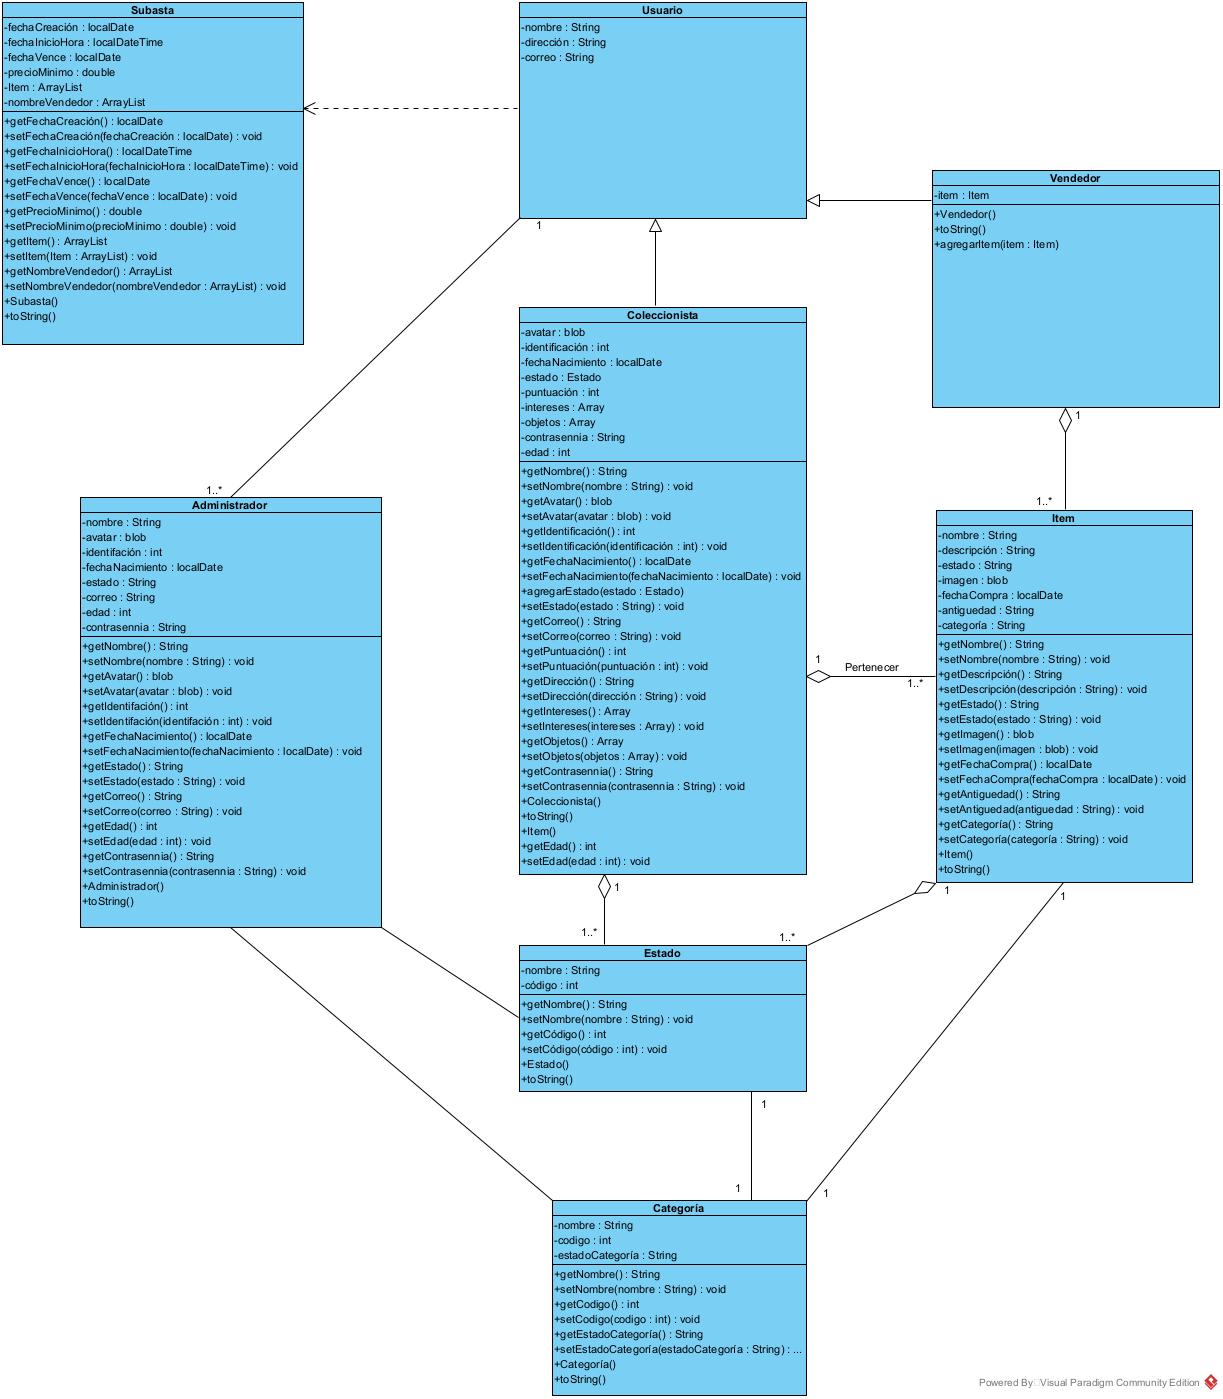 Subasta
-fechaCreación : localDate
-fechaInicioHora : localDateTime
-fechaVence : localDate
-precioMinimo : double
-Item : ArrayList
-nombreVendedor : ArrayList
+getFechaCreación() : localDate
+setFechaCreación(fechaCreación : localDate) : void
+getFechaInicioHora() : localDateTime
+setFechaInicioHora(fechaInicioHora : localDateTime) : void
+getFechaVence() : localDate
+setFechaVence(fechaVence : localDate) : void
+getPrecioMinimo() : double
+setPrecioMinimo(precioMinimo : double) : void
+getItem() : ArrayList
+setItem(Item : ArrayList) : void
+getNombreVendedor() : ArrayList
+setNombreVendedor(nombreVendedor : ArrayList) : void
+Subasta()
+toString()
Usuario
-nombre : String
-dirección : String
-correo : String
1
Vendedor
-item : Item
+Vendedor()
+toString()
+agregarItem(item : Item)
1
1..*
Coleccionista
-avatar : blob
-identificación : int
-fechaNacimiento : localDate
-estado : Estado
-puntuación : int
-intereses : Array
-objetos : Array
-contrasennia : String
-edad : int
+getNombre() : String
+setNombre(nombre : String) : void
+getAvatar() : blob
+setAvatar(avatar : blob) : void
+getIdentificación() : int
+setIdentificación(identificación : int) : void
+getFechaNacimiento() : localDate
+setFechaNacimiento(fechaNacimiento : localDate) : void
+agregarEstado(estado : Estado)
+setEstado(estado : String) : void
+getCorreo() : String
+setCorreo(correo : String) : void
+getPuntuación() : int
+setPuntuación(puntuación : int) : void
+getDirección() : String
+setDirección(dirección : String) : void
+getIntereses() : Array
+setIntereses(intereses : Array) : void
+getObjetos() : Array
+setObjetos(objetos : Array) : void
+getContrasennia() : String
+setContrasennia(contrasennia : String) : void
+Coleccionista()
+toString()
+Item()
+getEdad() : int
+setEdad(edad : int) : void
1
Pertenecer
1..*
1
1..*
1..*
Administrador
-nombre : String
-avatar : blob
-identifación : int
-fechaNacimiento : localDate
-estado : String
-correo : String
-edad : int
-contrasennia : String
+getNombre() : String
+setNombre(nombre : String) : void
+getAvatar() : blob
+setAvatar(avatar : blob) : void
+getIdentifación() : int
+setIdentifación(identifación : int) : void
+getFechaNacimiento() : localDate
+setFechaNacimiento(fechaNacimiento : localDate) : void
+getEstado() : String
+setEstado(estado : String) : void
+getCorreo() : String
+setCorreo(correo : String) : void
+getEdad() : int
+setEdad(edad : int) : void
+getContrasennia() : String
+setContrasennia(contrasennia : String) : void
+Administrador()
+toString()
Item
-nombre : String
-descripción : String
-estado : String
-imagen : blob
-fechaCompra : localDate
-antiguedad : String
-categoría : String
+getNombre() : String
+setNombre(nombre : String) : void
+getDescripción() : String
+setDescripción(descripción : String) : void
+getEstado() : String
+setEstado(estado : String) : void
+getImagen() : blob
+setImagen(imagen : blob) : void
+getFechaCompra() : localDate
+setFechaCompra(fechaCompra : localDate) : void
+getAntiguedad() : String
+setAntiguedad(antiguedad : String) : void
+getCategoría() : String
+setCategoría(categoría : String) : void
+Item()
+toString()
1
1
1..*
Estado
-nombre : String
-código : int
+getNombre() : String
+setNombre(nombre : String) : void
+getCódigo() : int
+setCódigo(código : int) : void
+Estado()
+toString()
1
1
1
Categoría
-nombre : String
-codigo : int
-estadoCategoría : String
+getNombre() : String
+setNombre(nombre : String) : void
+getCodigo() : int
+setCodigo(codigo : int) : void
+getEstadoCategoría() : String
+setEstadoCategoría(estadoCategoría : String) : ...
+Categoría()
+toString()
Powered By Visual Paradigm Community Edition